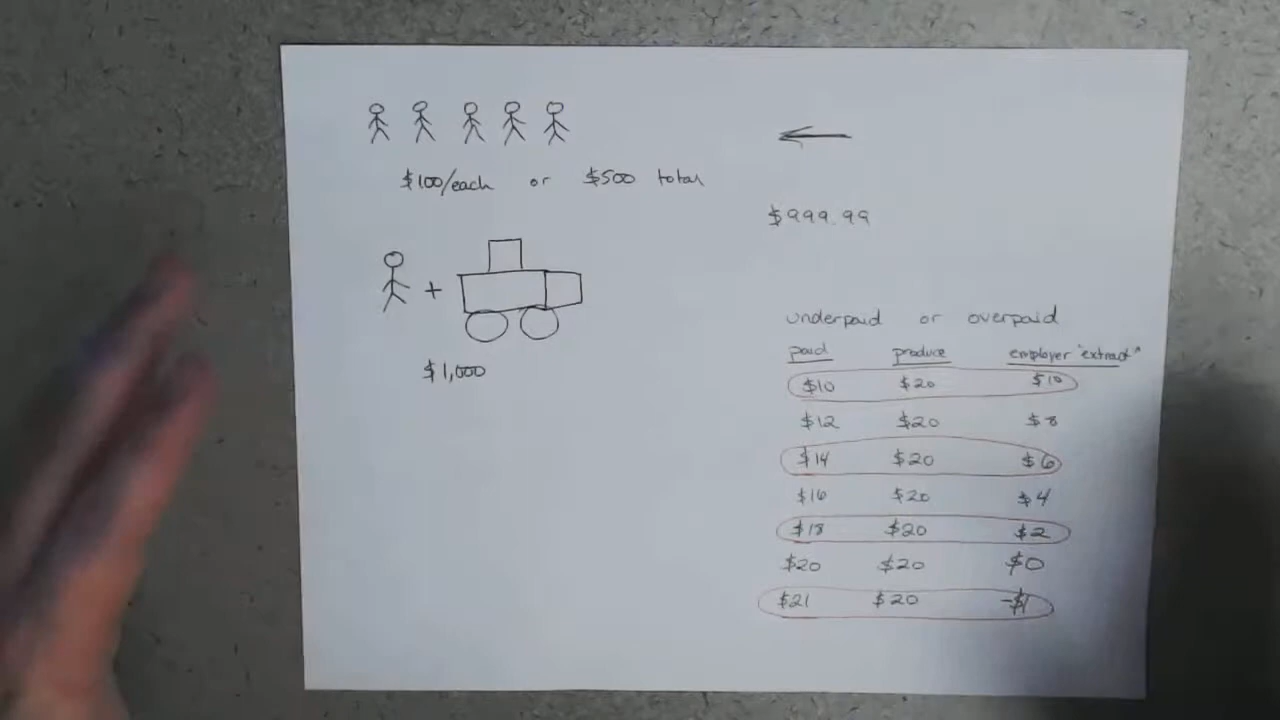 $100/each or $500 total
$999.99
$1,000
underpaid or overpaid
paid produce employer "extract"
$10 $20 $10
$12 $20 $8
$14 $20 $6
$16 $20 $4
$18 $20 $2
$20 $20 $0
$21 $20 -$1